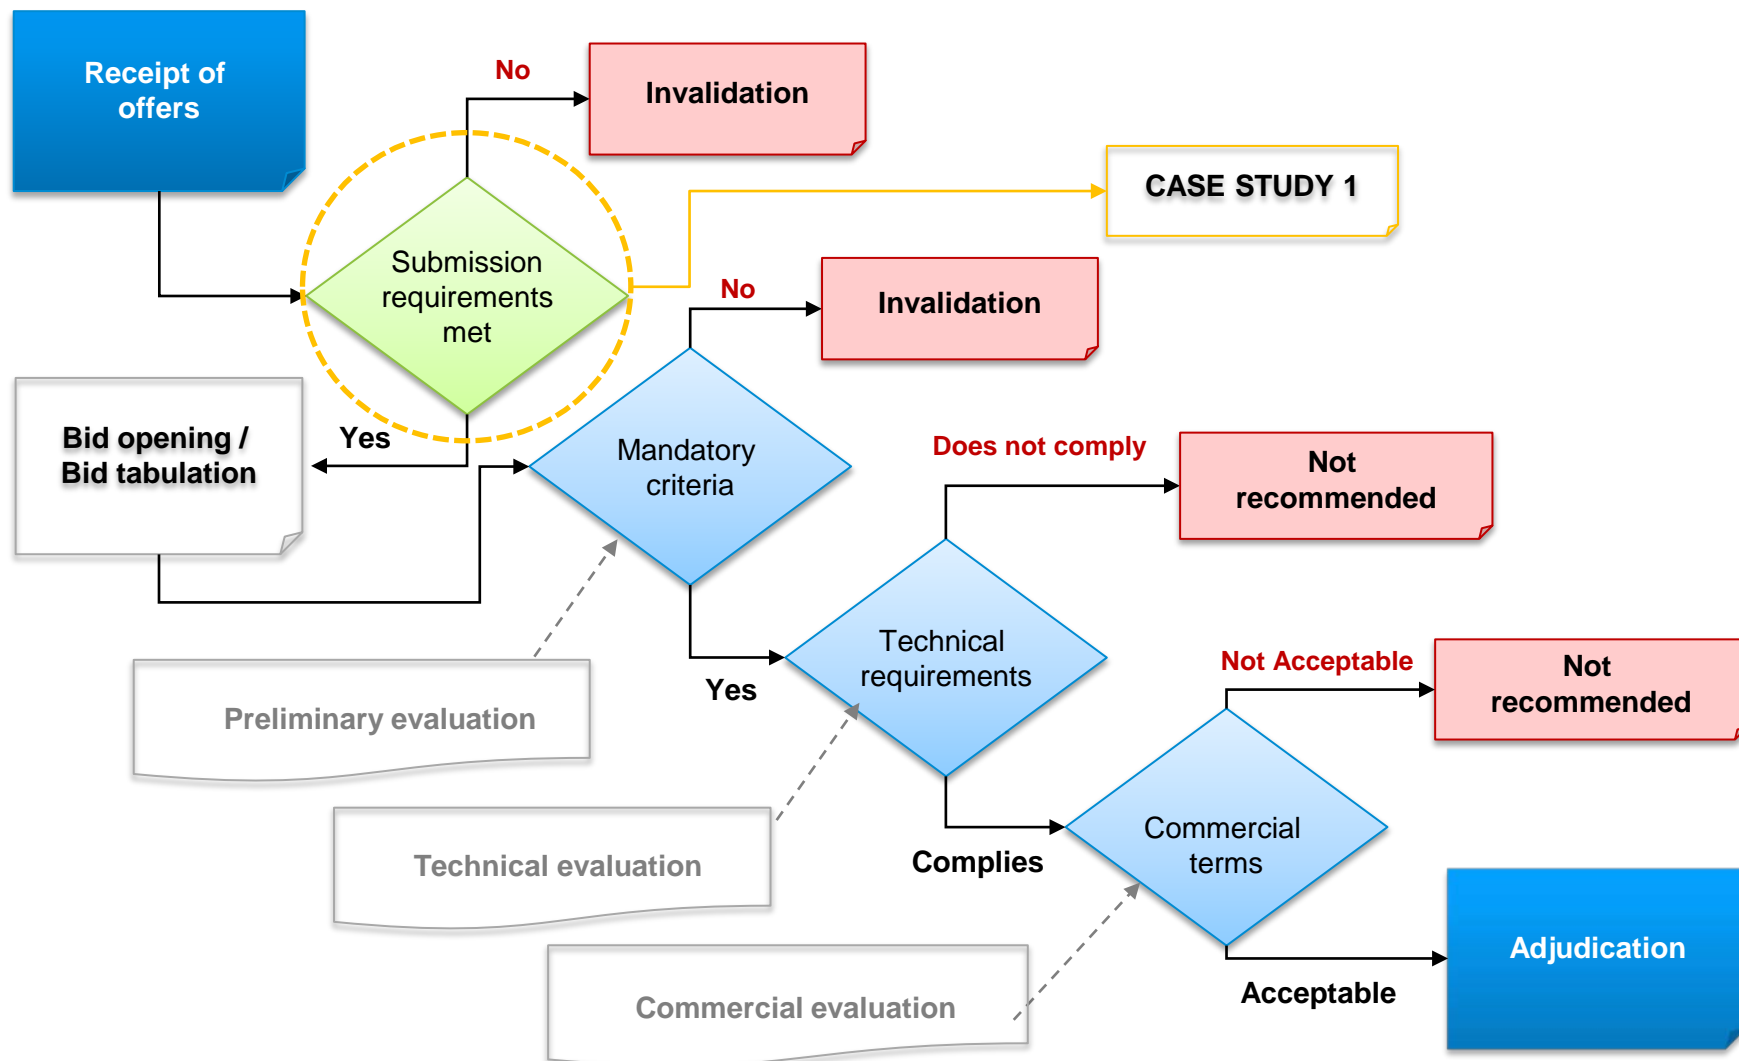 Receipt of
offers
No
Invalidation
CASE STUDY 1
Submission
requirements
met
No
Invalidation
Bid opening /
Bid tabulation
Yes
Mandatory
criteria
Does not comply
Not
recommended
Preliminary evaluation
Yes
Technical
requirements
Not Acceptable
Not
recommended
Technical evaluation
Complies
Commercial
terms
Commercial evaluation
Acceptable
Adjudication